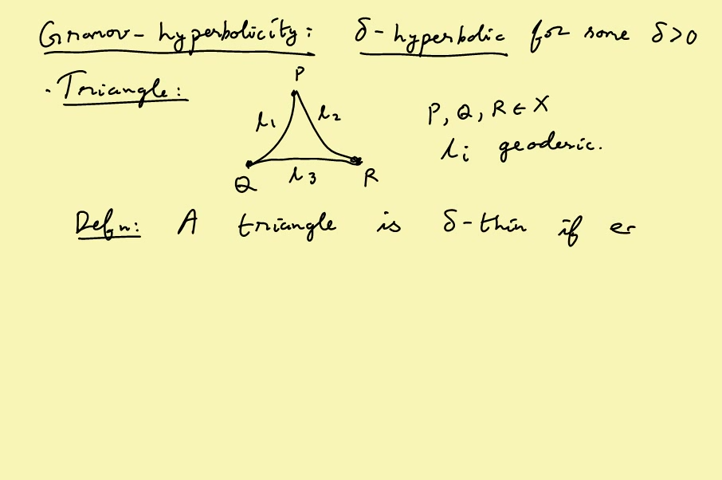 Gromov-hyperbolicity: δ-hyperbolic for some δ>0
· Triangle:
P
l1 l2
P, Q, R ∈ X
li geodesic.
Q l3 R
Defn: A triangle is δ-thin if